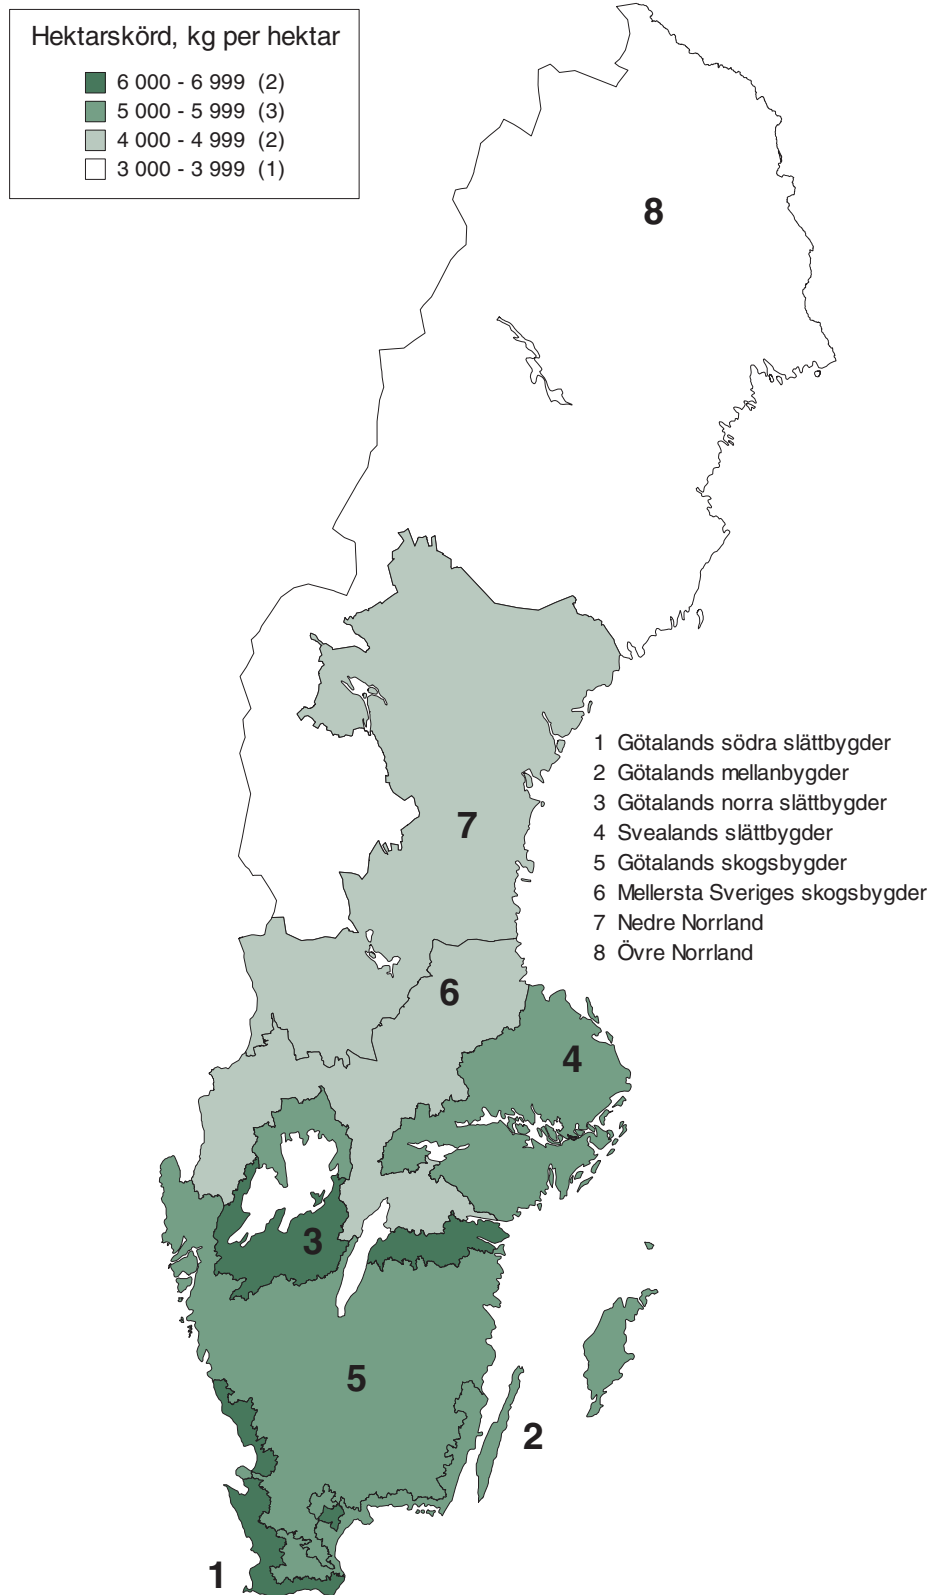 Hektarskörd, kg per hektar
6 000 - 6 999 (2)
5 000 - 5 999 (3)
4 000 - 4 999 (2)
3 000 - 3 999 (1)
8
1 Götalands södra slättbygder
2 Götalands mellanbygder
3 Götalands norra slättbygder
4 Svealands slättbygder
5 Götalands skogsbygder
6 Mellersta Sveriges skogsbygder
7 Nedre Norrland
8 Övre Norrland
7
6
4
3
5
2
1